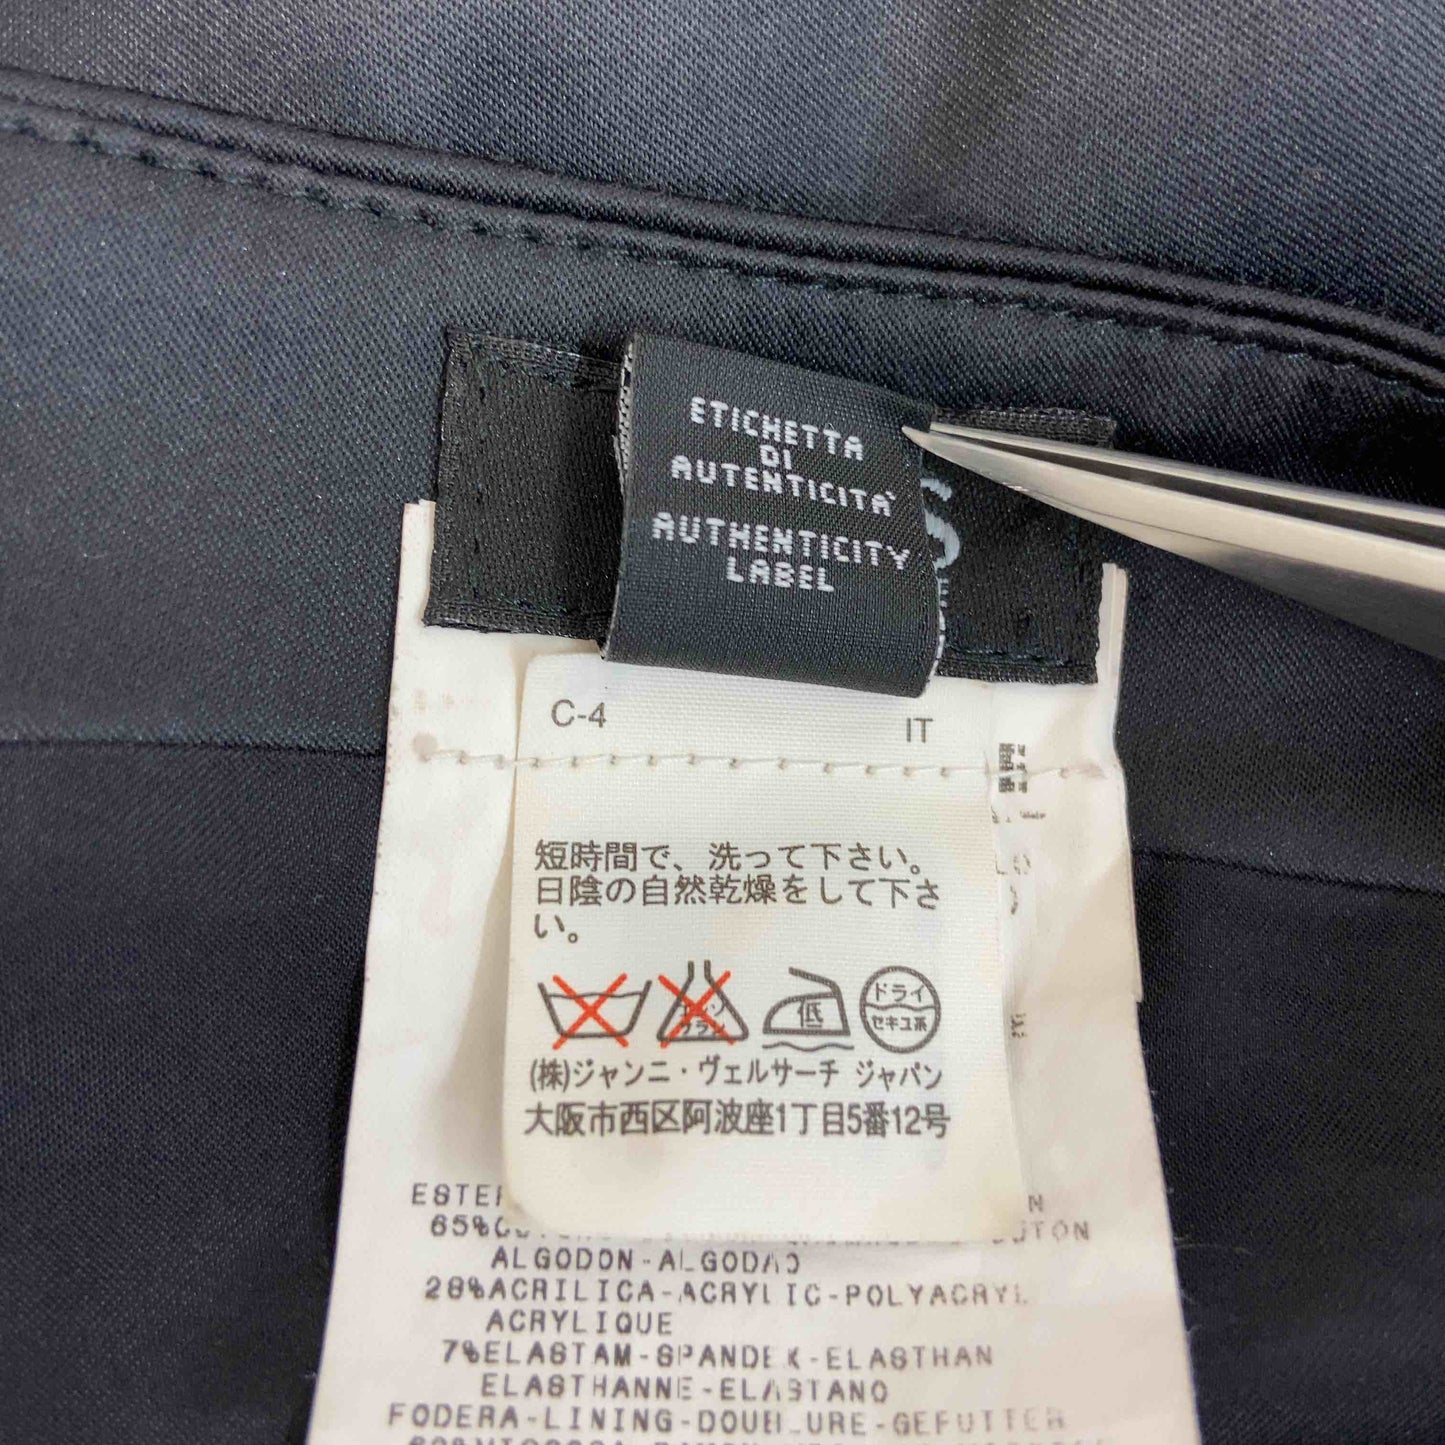 ETICHETTA
DI
AUTENTICITA'
AUTHENTICITY
LABEL
C-4 IT
短時間で、洗って下さい。
日陰の自然乾燥をして下さ
い。
低
ドライ
セキユ系
(株)ジャンニ・ヴェルサーチ ジャパン
大阪市西区阿波座1丁目5番12号
65%
ALGODON-ALGODAO
28%ACRILICA-ACRYLIC-POLYACRYL
ACRYLIQUE
7%ELASTAM-SPANDEX-ELASTHAN
ELASTHANNE-ELASTANO
FODERA-LINING-DOUBLURE-GEFUTTER